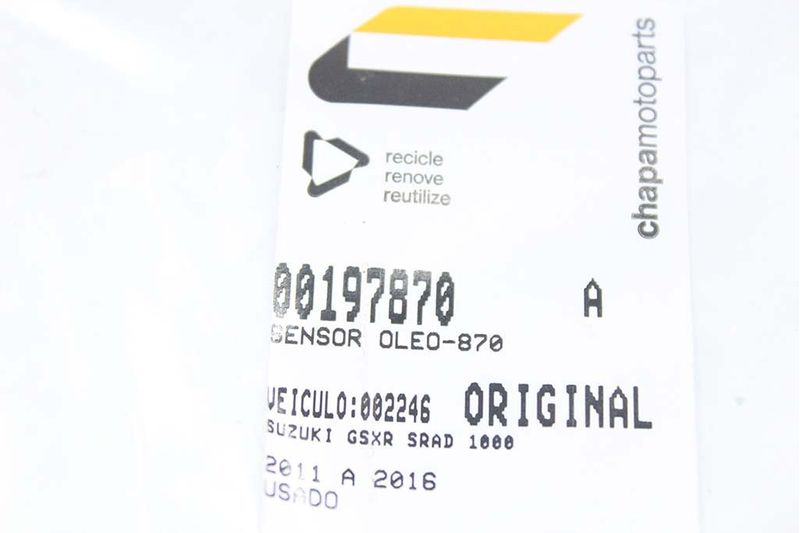 chapamotoparts
recicle
renove
reutilize
00197870 A
SENSOR OLEO-870
VEICULO:002246 ORIGINAL
SUZUKI GSXR SRAD 1000
2011 A 2016
USADO